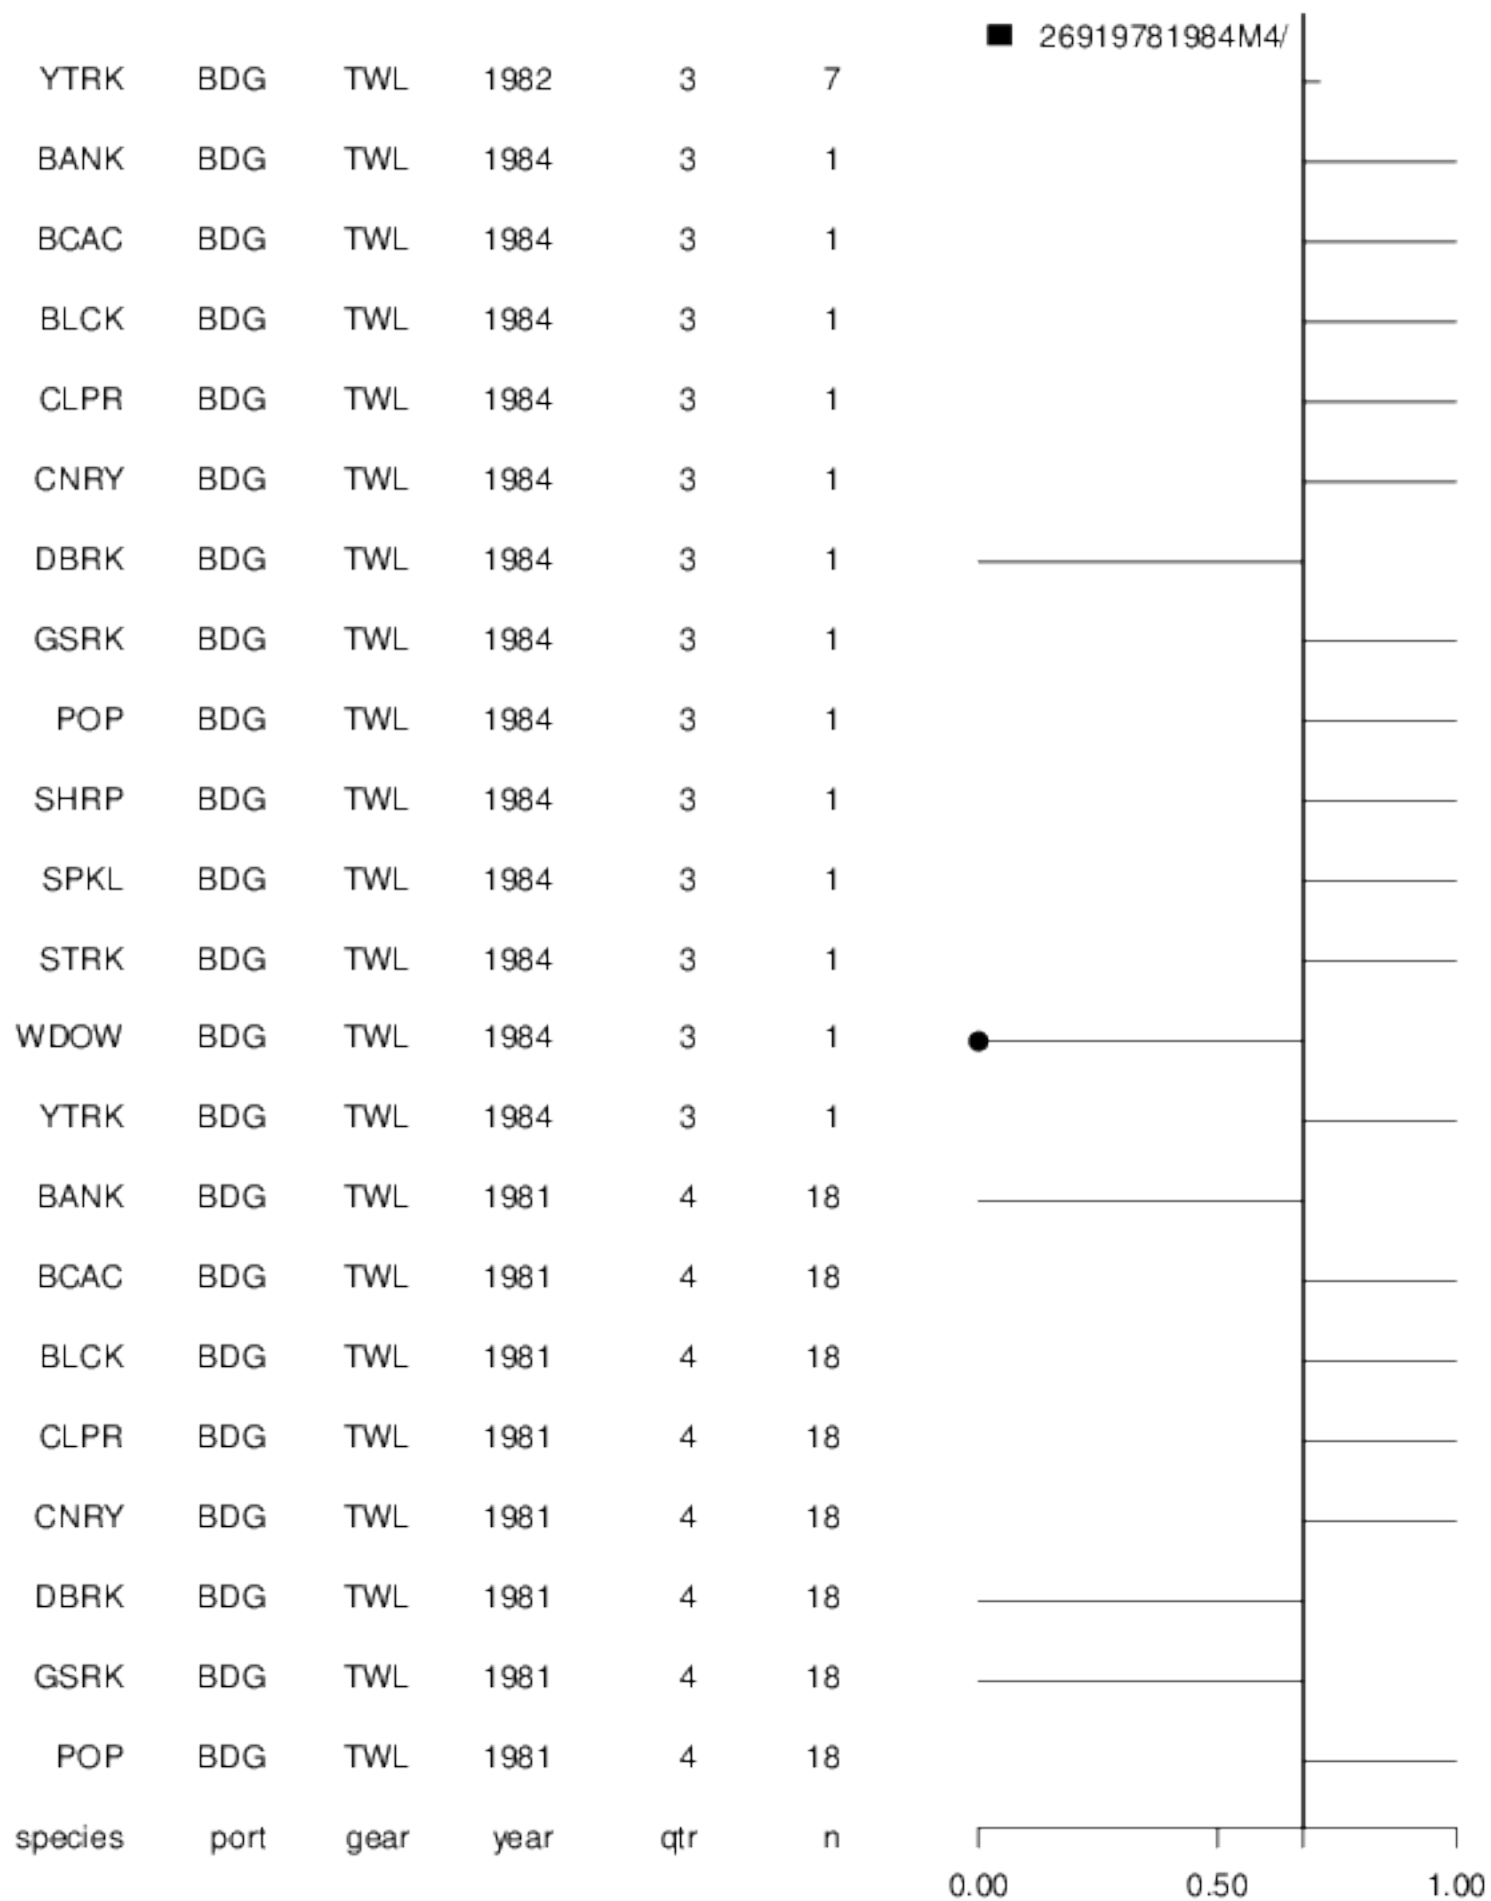 26919781984M4/
YTRK BDG TWL 1982 3 7
BANK BDG TWL 1984 3 1
BCAC BDG TWL 1984 3 1
BLCK BDG TWL 1984 3 1
CLPR BDG TWL 1984 3 1
CNRY BDG TWL 1984 3 1
DBRK BDG TWL 1984 3 1
GSRK BDG TWL 1984 3 1
POP BDG TWL 1984 3 1
SHRP BDG TWL 1984 3 1
SPKL BDG TWL 1984 3 1
STRK BDG TWL 1984 3 1
WDOW BDG TWL 1984 3 1
YTRK BDG TWL 1984 3 1
BANK BDG TWL 1981 4 18
BCAC BDG TWL 1981 4 18
BLCK BDG TWL 1981 4 18
CLPR BDG TWL 1981 4 18
CNRY BDG TWL 1981 4 18
DBRK BDG TWL 1981 4 18
GSRK BDG TWL 1981 4 18
POP BDG TWL 1981 4 18
species port gear year qtr n
0.00 0.50 1.00